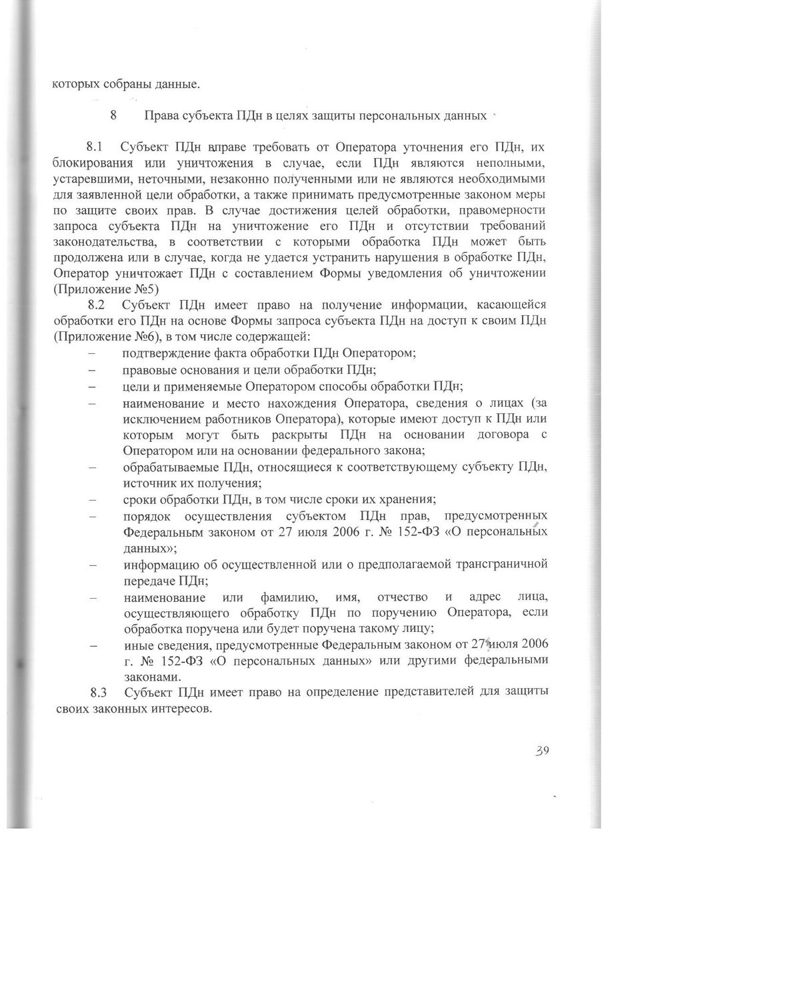 которых собраны данные.
8 Права субъекта ПДн в целях защиты персональных данных
8.1 Субъект ПДн вправе требовать от Оператора уточнения его ПДн, их
блокирования или уничтожения в случае, если ПДн являются неполными,
устаревшими, неточными, незаконно полученными или не являются необходимыми
для заявленной цели обработки, а также принимать предусмотренные законом меры
по защите своих прав. В случае достижения целей обработки, правомерности
запроса субъекта ПДн на уничтожение его ПДн и отсутствии требований
законодательства, в соответствии с которыми обработка ПДн может быть
продолжена или в случае, когда не удается устранить нарушения в обработке ПДн,
Оператор уничтожает ПДн с составлением Формы уведомления об уничтожении
(Приложение №5)
8.2 Субъект ПДн имеет право на получение информации, касающейся
обработки его ПДн на основе Формы запроса субъекта ПДн на доступ к своим ПДн
(Приложение №6), в том числе содержащей:
– подтверждение факта обработки ПДн Оператором;
– правовые основания и цели обработки ПДн;
– цели и применяемые Оператором способы обработки ПДн;
– наименование и место нахождения Оператора, сведения о лицах (за
исключением работников Оператора), которые имеют доступ к ПДн или
которым могут быть раскрыты ПДн на основании договора с
Оператором или на основании федерального закона;
– обрабатываемые ПДн, относящиеся к соответствующему субъекту ПДн,
источник их получения;
– сроки обработки ПДн, в том числе сроки их хранения;
– порядок осуществления субъектом ПДн прав, предусмотренных
Федеральным законом от 27 июля 2006 г. № 152-ФЗ «О персональных
данных»;
– информацию об осуществленной или о предполагаемой трансграничной
передаче ПДн;
– наименование или фамилию, имя, отчество и адрес лица,
осуществляющего обработку ПДн по поручению Оператора, если
обработка поручена или будет поручена такому лицу;
– иные сведения, предусмотренные Федеральным законом от 27 июля 2006
г. № 152-ФЗ «О персональных данных» или другими федеральными
законами.
8.3 Субъект ПДн имеет право на определение представителей для защиты
своих законных интересов.
39